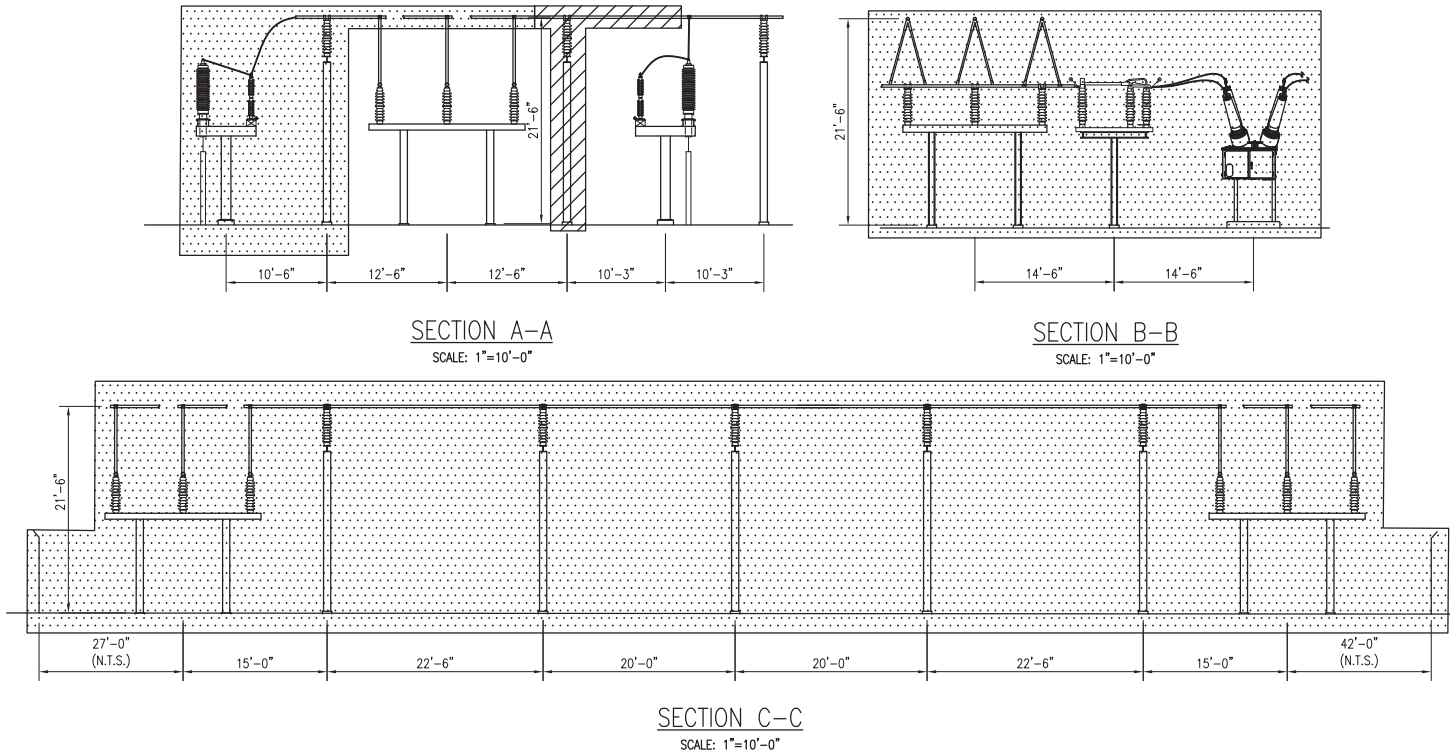 21'-6"
10'-6"
12'-6"
12'-6"
10'-3"
10'-3"
SECTION A-A
SCALE: 1"=10'-0"
21'-6"
14'-6"
14'-6"
SECTION B-B
SCALE: 1"=10'-0"
21'-6"
27'-0"
(N.T.S.)
15'-0"
22'-6"
20'-0"
20'-0"
22'-6"
15'-0"
42'-0"
(N.T.S.)
SECTION C-C
SCALE: 1"=10'-0"